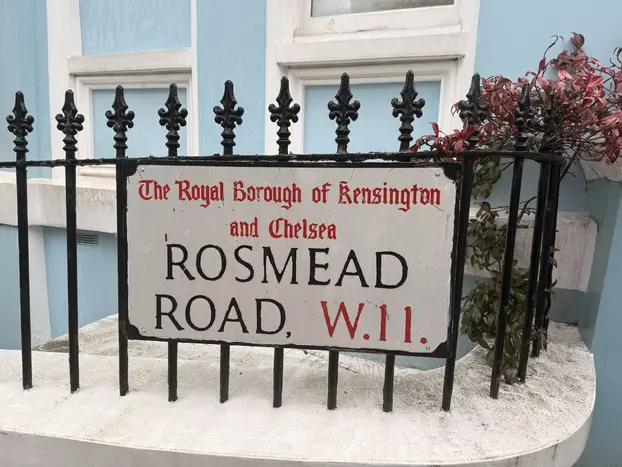 The Royal Borough of Kensington
and Chelsea
ROSMEAD
ROAD, W.11.